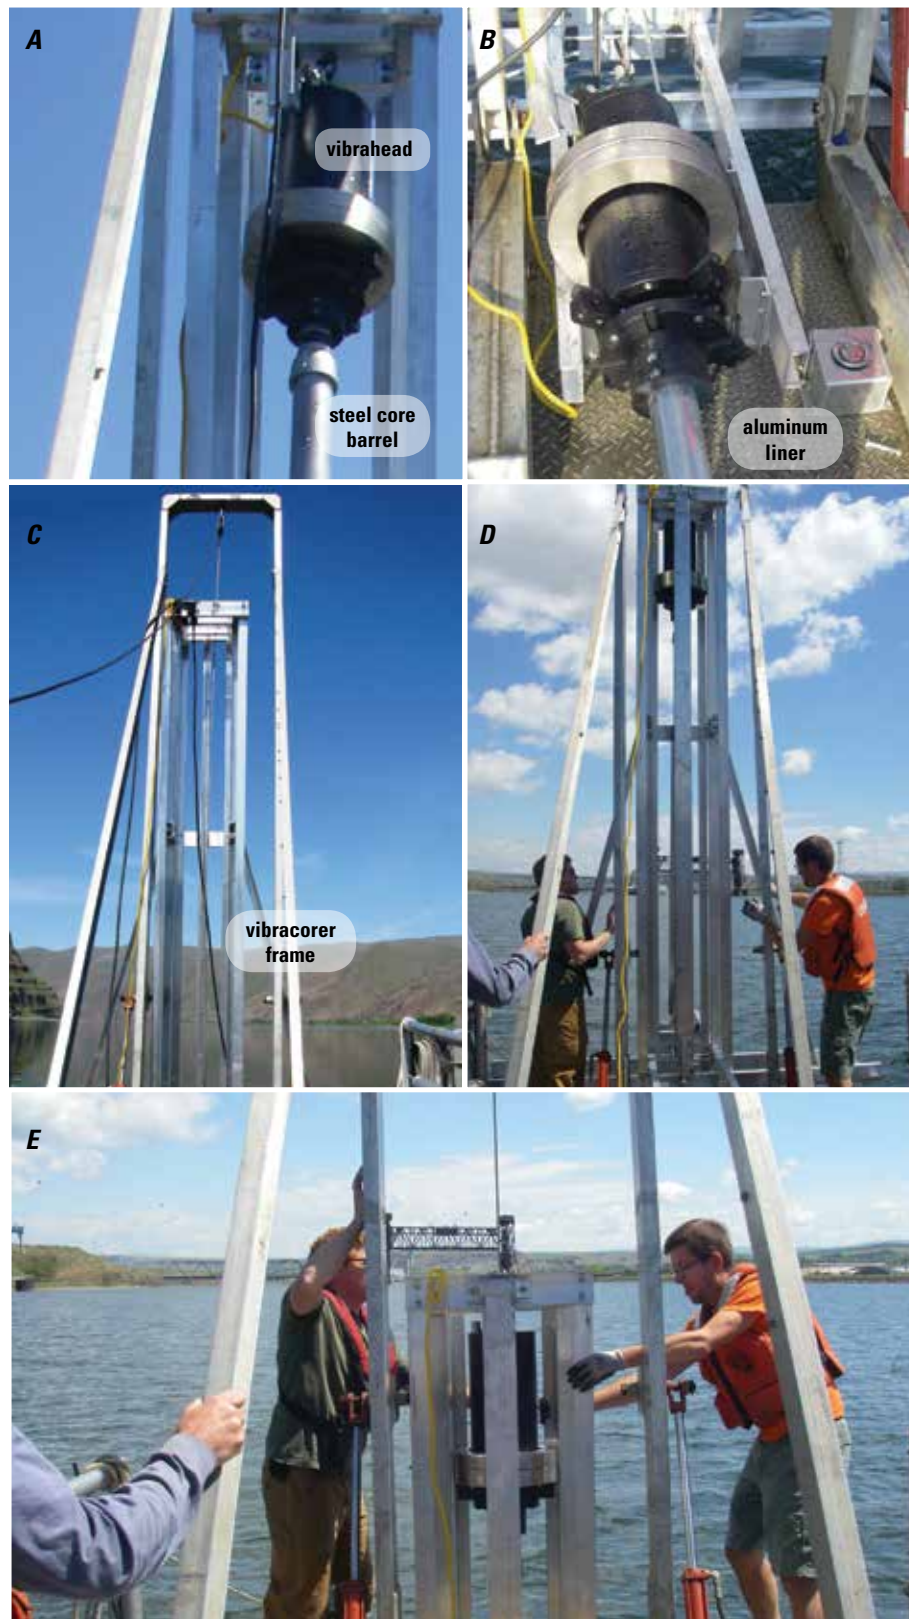 A
vibrahead
steel core
barrel
B
aluminum
liner
C
vibracorer
frame
D
E